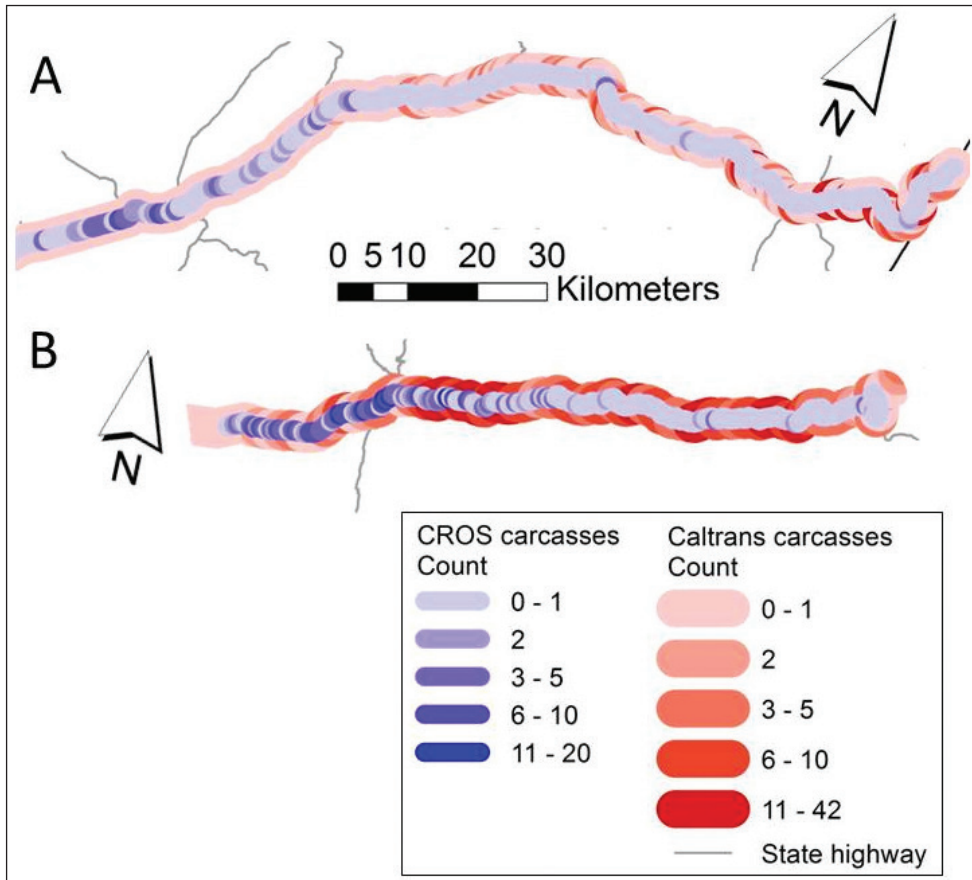 A
N
0 5 10 20 30
Kilometers
B
N
CROS carcasses
Count
0 - 1
2
3 - 5
6 - 10
11 - 20
Caltrans carcasses
Count
0 - 1
2
3 - 5
6 - 10
11 - 42
State highway